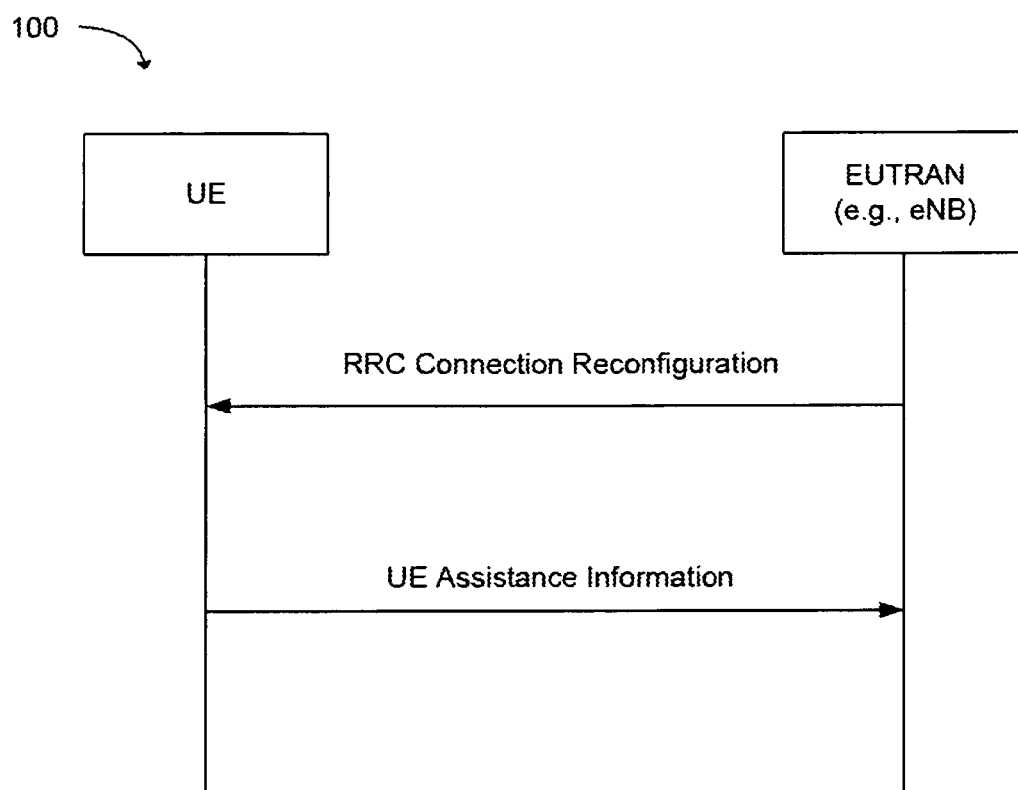 100
UE
EUTRAN
(e.g., eNB)
RRC Connection Reconfiguration
UE Assistance Information